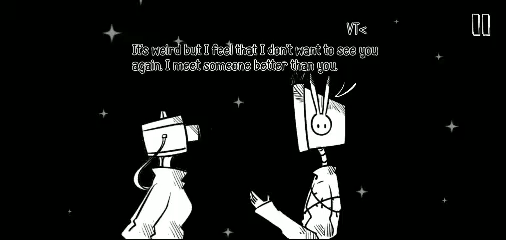 VT<
It's weird but I feel that I don't want to see you
again. I meet someone better than you.